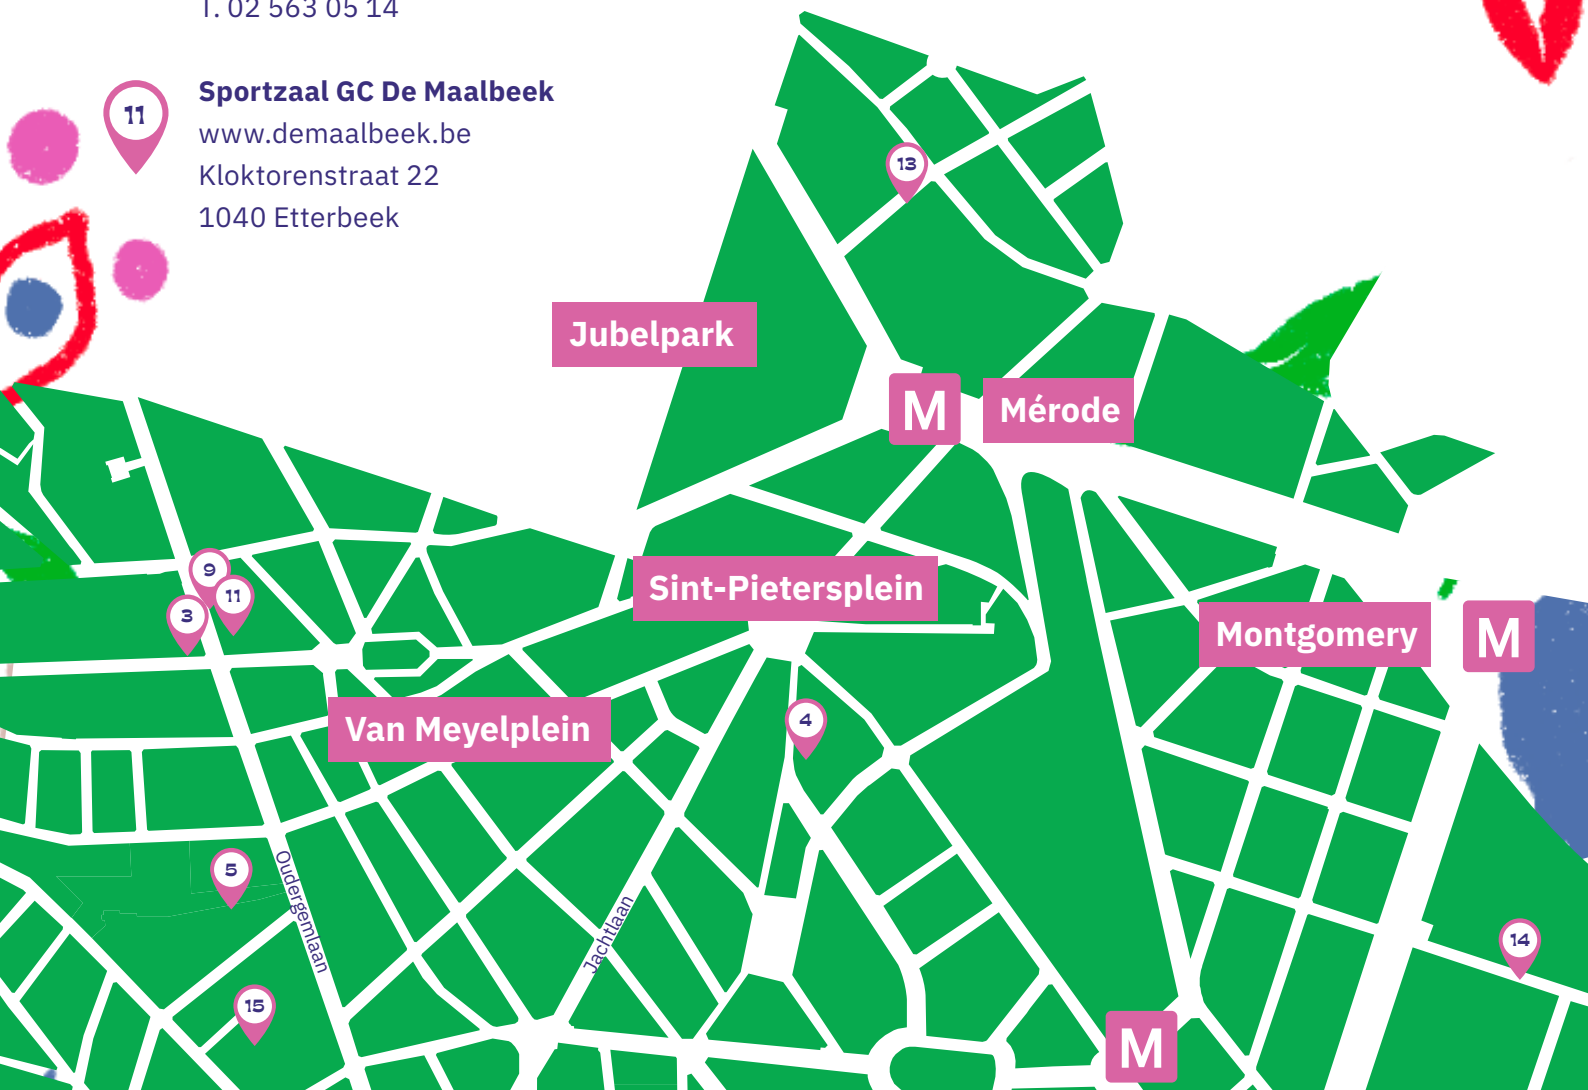 T. 02 563 05 14
11
Sportzaal GC De Maalbeek
www.demaalbeek.be
Kloktorenstraat 22
1040 Etterbeek
13
Jubelpark
M
Mérode
9
11
3
Sint-Pietersplein
Montgomery
M
Van Meyelplein
4
5
Oudergemlaan
Jachtlaan
14
15
M